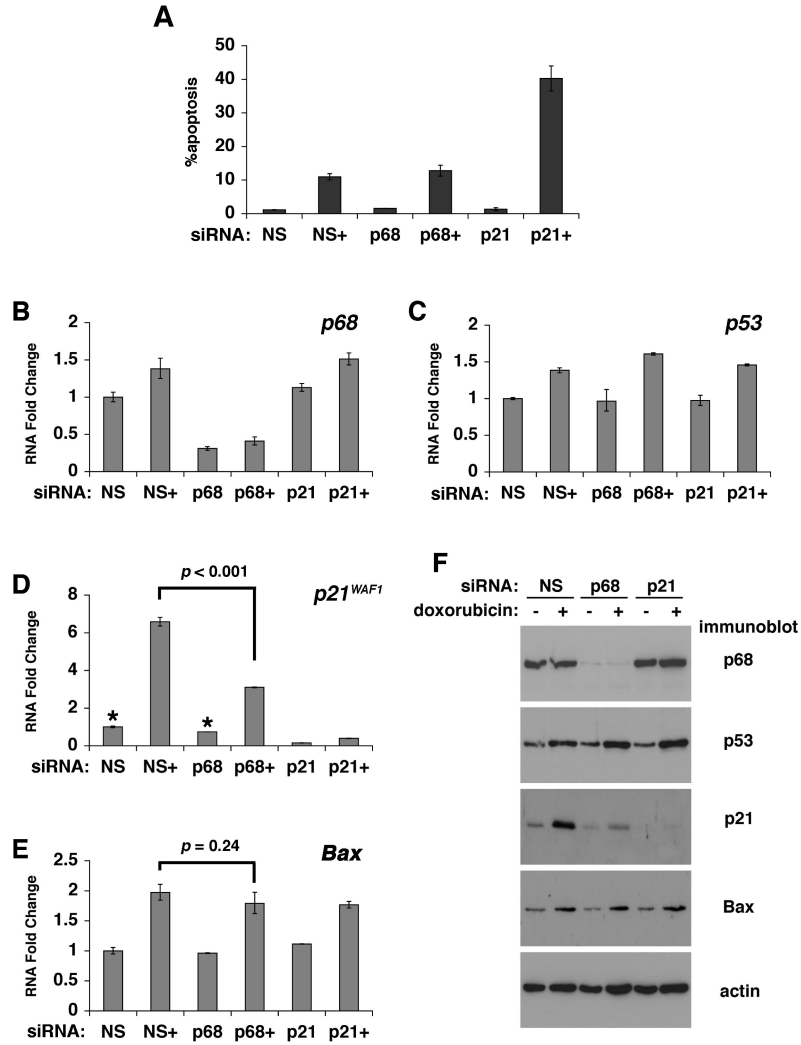 A
%apoptosis
50
40
30
20
10
0
siRNA: NS NS+ p68 p68+ p21 p21+
B
p68
RNA Fold Change
2
1.5
1
0.5
0
siRNA: NS NS+ p68 p68+ p21 p21+
C
p53
RNA Fold Change
2
1.5
1
0.5
0
siRNA: NS NS+ p68 p68+ p21 p21+
D
p < 0.001
p21WAF1
RNA Fold Change
8
6
4
2
0
* *
siRNA: NS NS+ p68 p68+ p21 p21+
E
p = 0.24
Bax
RNA Fold Change
2.5
2
1.5
1
0.5
0
siRNA: NS NS+ p68 p68+ p21 p21+
F
siRNA: NS p68 p21
doxorubicin: - + - + - +
immunoblot
p68
p53
p21
Bax
actin